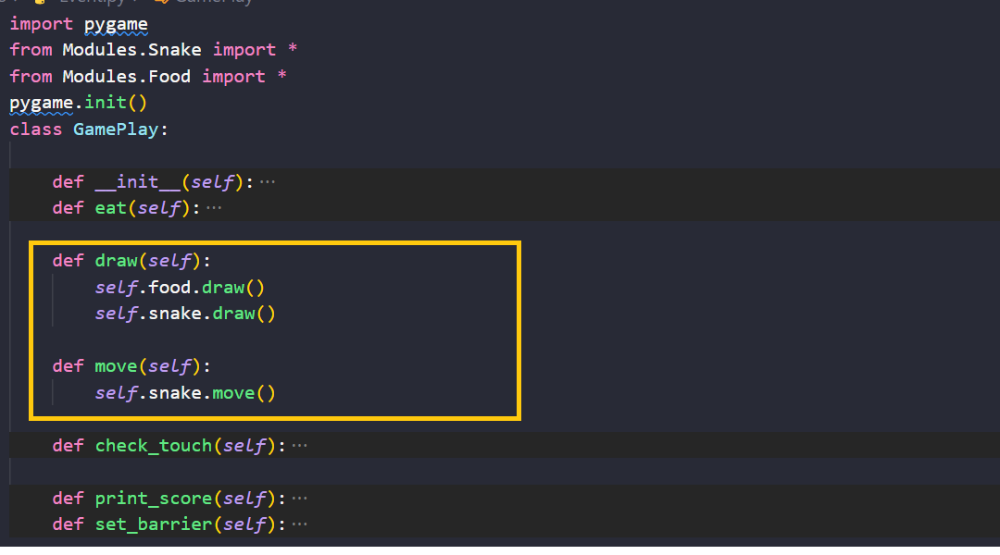 import pygame
from Modules.Snake import *
from Modules.Food import *
pygame.init()
class GamePlay:
def __init__(self):···
def eat(self):···
def draw(self):
self.food.draw()
self.snake.draw()
def move(self):
self.snake.move()
def check_touch(self):···
def print_score(self):···
def set_barrier(self):···